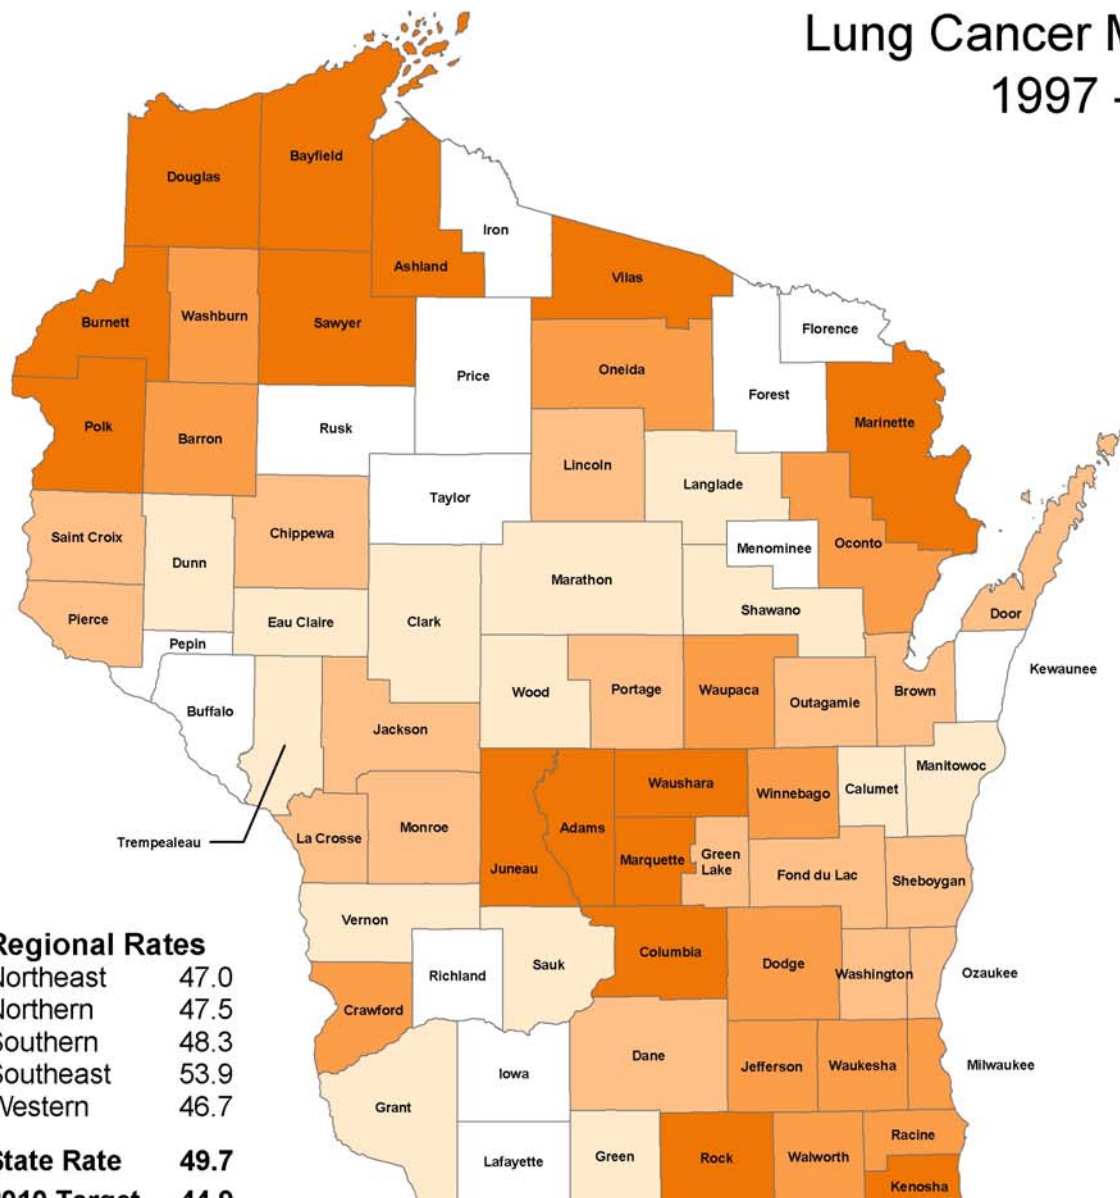 Lung Cancer M
1997 -
Bayfield
Douglas
Iron
Ashland
Vilas
Washburn
Burnett
Sawyer
Florence
Oneida
Price
Forest
Marinette
Polk
Rusk
Barron
Lincoln
Langlade
Taylor
Chippewa
Saint Croix
Oconto
Menominee
Dunn
Marathon
Shawano
Door
Pierce
Eau Claire
Clark
Pepin
Kewaunee
Portage
Waupaca
Brown
Wood
Outagamie
Buffalo
Jackson
Manitowoc
Waushara
Calumet
Winnebago
Monroe
Adams
La Crosse
Trempealeau
Green
Lake
Marquette
Juneau
Fond du Lac
Sheboygan
Vernon
Regional Rates
Columbia
Dodge
Sauk
Washington
Ozaukee
Richland
Northeast 47.0
Northern 47.5
Crawford
Southern 48.3
Dane
Jefferson
Waukesha
Milwaukee
Southeast 53.9
Iowa
Western 46.7
Grant
Racine
State Rate 49.7
Lafayette
Green
Rock
Walworth
Kenosha
2010 Target 44.9